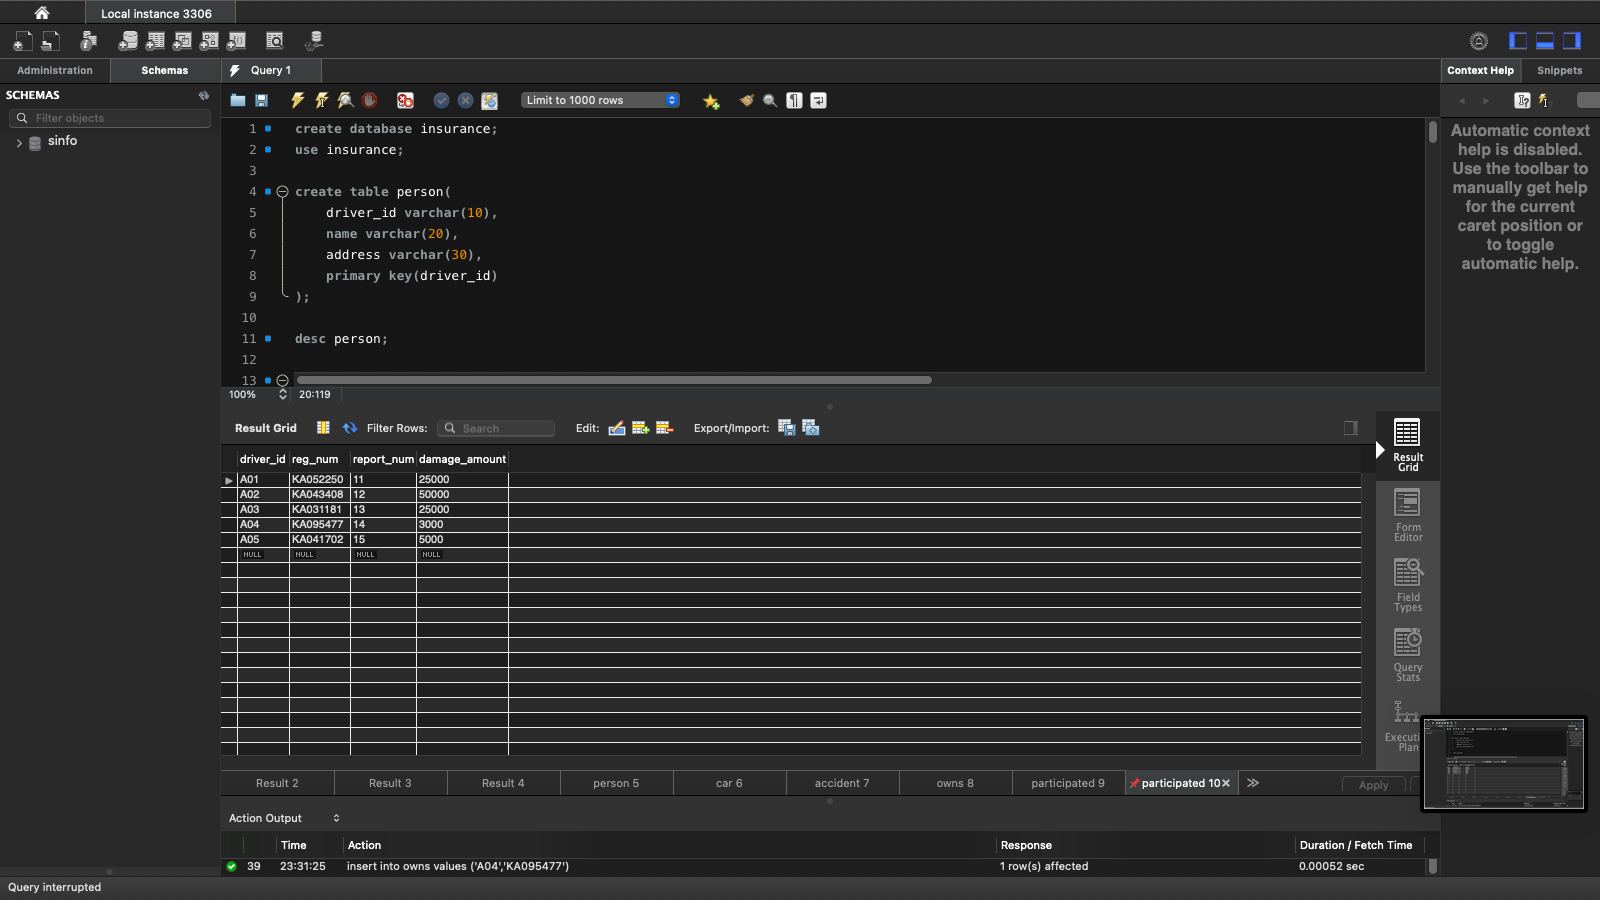 Local instance 3306
Administration
Schemas
Query 1
Context Help
Snippets
SCHEMAS
Filter objects
sinfo
Limit to 1000 rows
1 create database insurance;
2 use insurance;
3
4 create table person(
5 driver_id varchar(10),
6 name varchar(20),
7 address varchar(30),
8 primary key(driver_id)
9 );
10
11 desc person;
12
13
100%
20:119
Automatic context
help is disabled.
Use the toolbar to
manually get help
for the current
caret position or
to toggle
automatic help.
Result Grid
Filter Rows:
Search
Edit:
Export/Import:
driver_id reg_num report_num damage_amount
A01 KA052250 11 25000
A02 KA043408 12 50000
A03 KA031181 13 25000
A04 KA095477 14 3000
A05 KA041702 15 5000
NULL NULL NULL NULL
Result
Grid
Form
Editor
Field
Types
Query
Stats
Plan
Result 2
Result 3
Result 4
person 5
car 6
accident 7
owns 8
participated 9
participated 10
Apply
Action Output
Time Action Response Duration / Fetch Time
39 23:31:25 insert into owns values ('A04','KA095477') 1 row(s) affected 0.00052 sec
Query interrupted